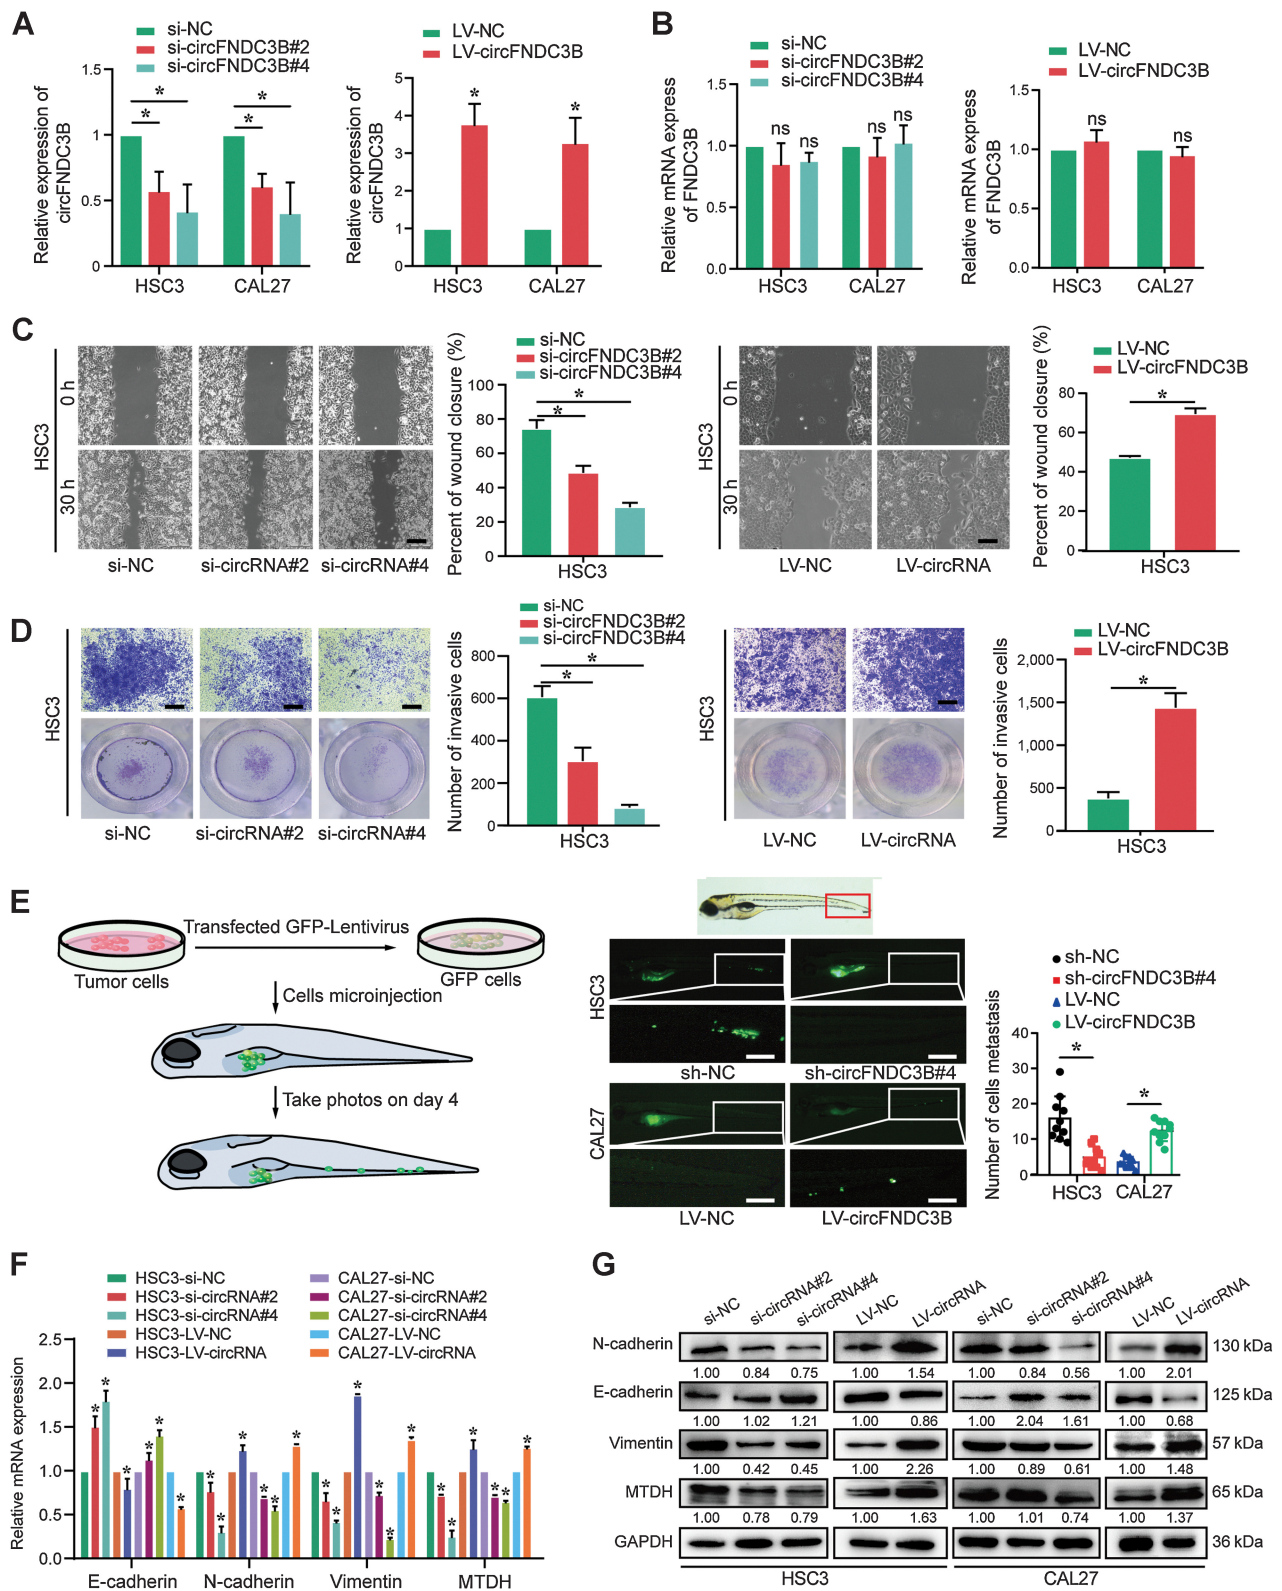 A
si-NC
si-circFNDC3B#2
si-circFNDC3B#4
Relative expression of
circFNDC3B
1.5
1
0.5
0
* *
* *
HSC3 CAL27
LV-NC
LV-circFNDC3B
Relative expression of
circFNDC3B
5
4
3
2
1
0
* *
HSC3 CAL27
B
si-NC
si-circFNDC3B#2
si-circFNDC3B#4
Relative mRNA express
of FNDC3B
1.5
1.0
0.5
0.0
ns ns ns ns
HSC3 CAL27
LV-NC
LV-circFNDC3B
Relative mRNA express
of FNDC3B
1.5
1.0
0.5
0.0
ns ns
HSC3 CAL27
C
HSC3
0 h
30 h
si-NC si-circRNA#2 si-circRNA#4
si-NC
si-circFNDC3B#2
si-circFNDC3B#4
Percent of wound closure (%)
100
80
60
40
20
0
*
*
HSC3
HSC3
0 h
30 h
LV-NC LV-circRNA
LV-NC
LV-circFNDC3B
Percent of wound closure (%)
80
60
40
20
0
*
HSC3
D
HSC3
si-NC si-circRNA#2 si-circRNA#4
si-NC
si-circFNDC3B#2
si-circFNDC3B#4
Number of invasive cells
800
600
400
200
0
*
*
HSC3
HSC3
LV-NC LV-circRNA
LV-NC
LV-circFNDC3B
Number of invasive cells
2,000
1,500
1,000
500
0
*
HSC3
E
Transfected GFP-Lentivirus
Tumor cells GFP cells
Cells microinjection
Take photos on day 4
HSC3
sh-NC sh-circFNDC3B#4
CAL27
LV-NC LV-circFNDC3B
sh-NC
sh-circFNDC3B#4
LV-NC
LV-circFNDC3B
Number of cells metastasis
40
30
20
10
0
*
*
HSC3 CAL27
F
HSC3-si-NC
HSC3-si-circRNA#2
HSC3-si-circRNA#4
HSC3-LV-NC
HSC3-LV-circRNA
CAL27-si-NC
CAL27-si-circRNA#2
CAL27-si-circRNA#4
CAL27-LV-NC
CAL27-LV-circRNA
Relative mRNA expression
2.5
2.0
1.5
1.0
0.5
0.0
* * * * * *
* * * * * *
* * * * * *
* * * * * *
E-cadherin N-cadherin Vimentin MTDH
G
si-NC si-circRNA#2 si-circRNA#4 LV-NC LV-circRNA si-NC si-circRNA#2 si-circRNA#4 LV-NC LV-circRNA
N-cadherin 130 kDa
1.00 0.84 0.75 1.00 1.54 1.00 0.84 0.56 1.00 2.01
E-cadherin 125 kDa
1.00 1.02 1.21 1.00 0.86 1.00 2.04 1.61 1.00 0.68
Vimentin 57 kDa
1.00 0.42 0.45 1.00 2.26 1.00 0.89 0.61 1.00 1.48
MTDH 65 kDa
1.00 0.78 0.79 1.00 1.63 1.00 1.01 0.74 1.00 1.37
GAPDH 36 kDa
HSC3 CAL27